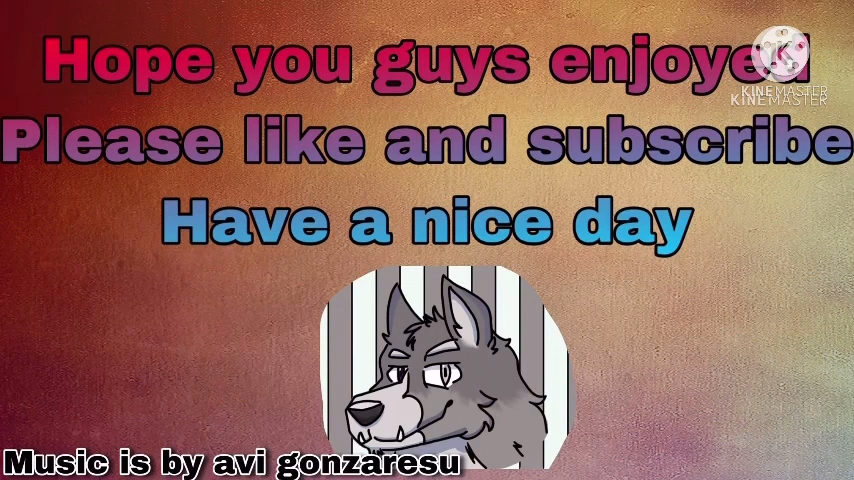 Hope you guys enjoyed
KINEMASTER
KINEMASTER
Please like and subscribe
Have a nice day
Music is by avi gonzaresu